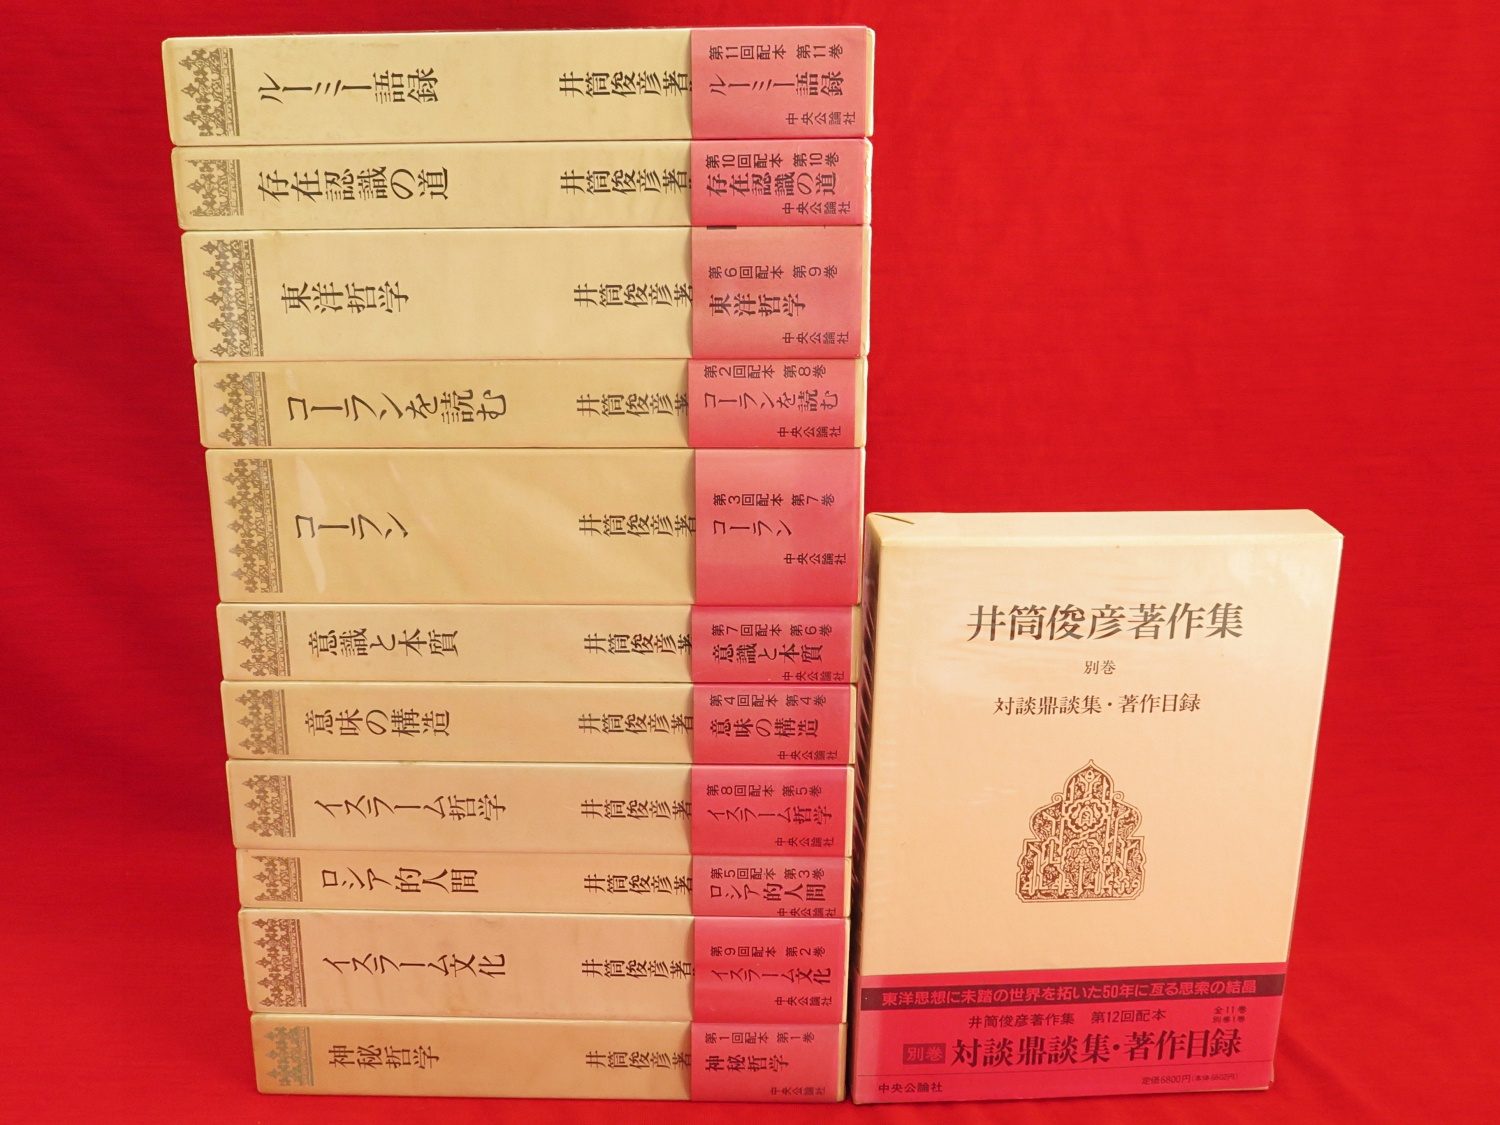 ルーミー語録
井筒俊彦著
第11回配本 第11巻
ルーミー語録
中央公論社
存在認識の道
井筒俊彦著
第10回配本 第10巻
存在認識の道
中央公論社
東洋哲学
井筒俊彦著
第6回配本 第9巻
東洋哲学
中央公論社
コーランを読む
井筒俊彦著
第2回配本 第8巻
コーランを読む
中央公論社
コーラン
井筒俊彦著
第3回配本 第7巻
コーラン
中央公論社
意識と本質
井筒俊彦著
第7回配本 第6巻
意識と本質
中央公論社
意味の構造
井筒俊彦著
第4回配本 第4巻
意味の構造
中央公論社
イスラーム哲学
井筒俊彦著
第8回配本 第5巻
イスラーム哲学
中央公論社
ロシア的人間
井筒俊彦著
第5回配本 第3巻
ロシア的人間
中央公論社
イスラーム文化
井筒俊彦著
第9回配本 第2巻
イスラーム文化
中央公論社
神秘哲学
井筒俊彦著
第1回配本 第1巻
神秘哲学
中央公論社
井筒俊彦著作集
別巻
対談鼎談集・著作目録
東洋思想に未踏の世界を拓いた50年に亙る思索の結晶
井筒俊彦著作集 第12回配本
全11巻
別巻1巻
別巻 対談鼎談集・著作目録
中央公論社
定価6800円(本体6602円)